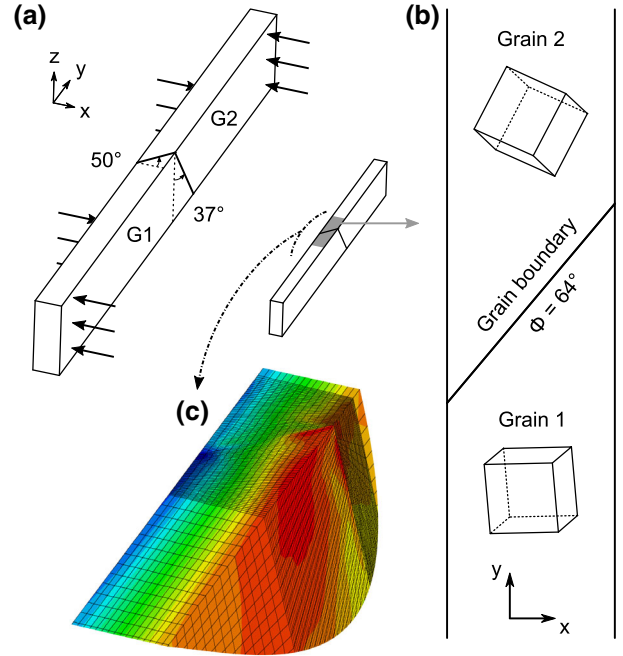 (a)
z
y
x
50°
G2
G1
37°
(c)
(b)
Grain 2
Grain boundary
Φ = 64°
Grain 1
y
x